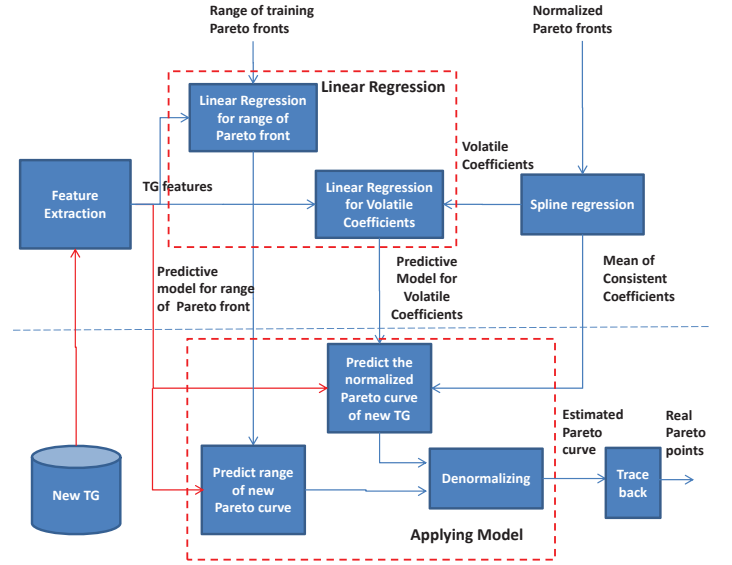 Range of training
Pareto fronts
Normalized
Pareto fronts
Linear Regression
Linear Regression
for range of
Pareto front
Volatile
Coefficients
Feature
Extraction
TG features
Linear Regression
for Volatile
Coefficients
Spline regression
Predictive
model for range
of Pareto front
Predictive
Model for
Volatile
Coefficients
Mean of
Consistent
Coefficients
Predict the
normalized
Pareto curve
of new TG
Estimated
Pareto
curve
Real
Pareto
points
New TG
Predict range
of new
Pareto curve
Denormalizing
Trace
back
Applying Model